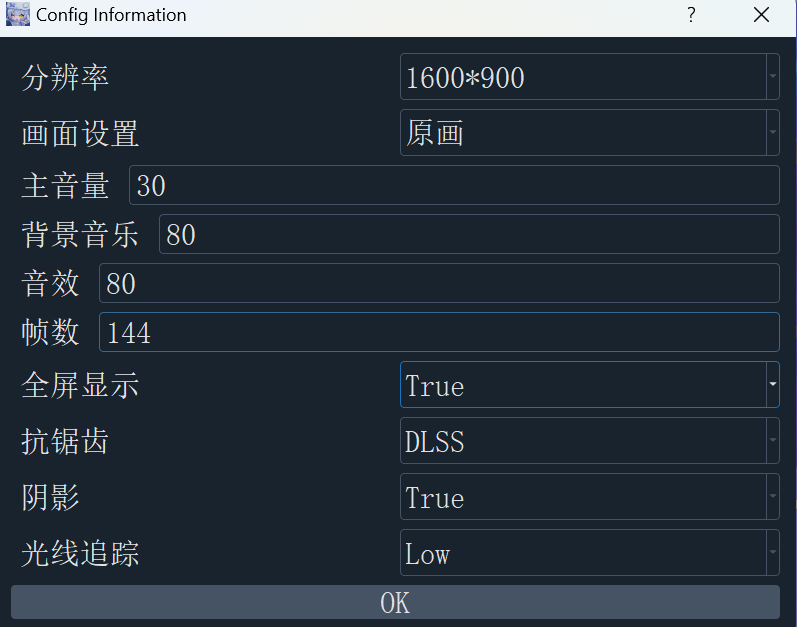 Config Information
分辨率 1600*900
画面设置 原画
主音量 30
背景音乐 80
音效 80
帧数 144
全屏显示 True
抗锯齿 DLSS
阴影 True
光线追踪 Low
OK